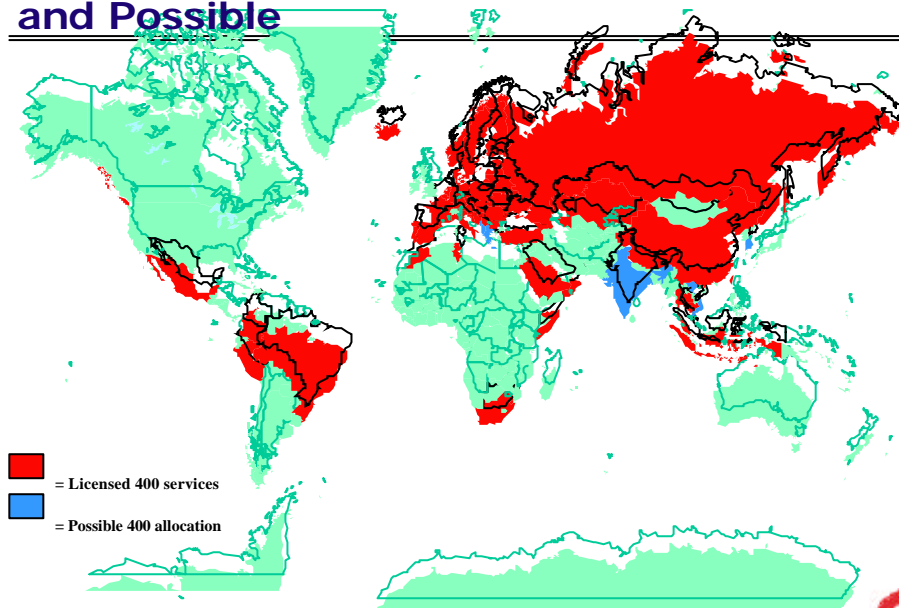 and Possible
= Licensed 400 services
= Possible 400 allocation